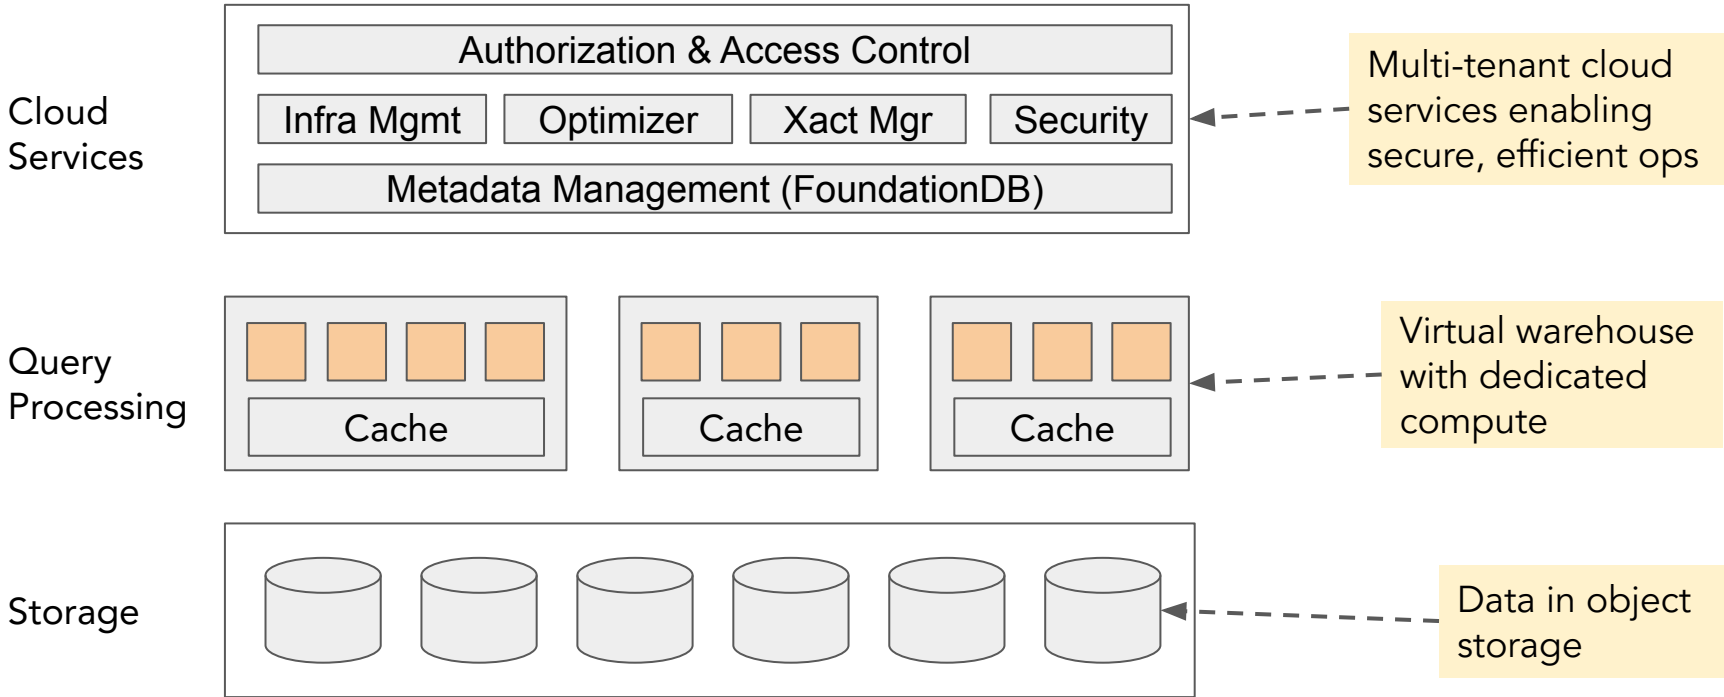 Authorization & Access Control
Cloud
Services
Infra Mgmt
Optimizer
Xact Mgr
Security
Metadata Management (FoundationDB)
Multi-tenant cloud
services enabling
secure, efficient ops
Query
Processing
Cache
Cache
Cache
Virtual warehouse
with dedicated
compute
Storage
Data in object
storage